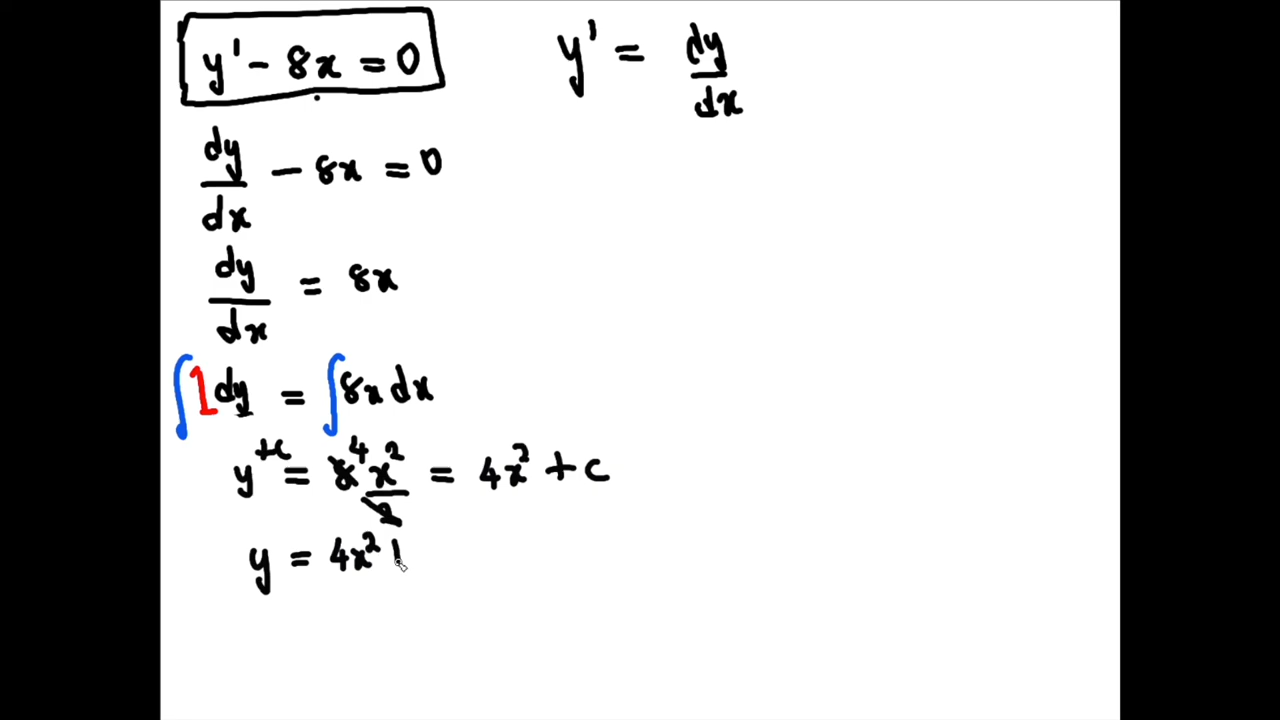 y' - 8x = 0
y' = dy/dx
dy/dx - 8x = 0
dy/dx = 8x
∫1dy = ∫8x dx
y + c = 8 4 x²/2 = 4x² + c
y = 4x²